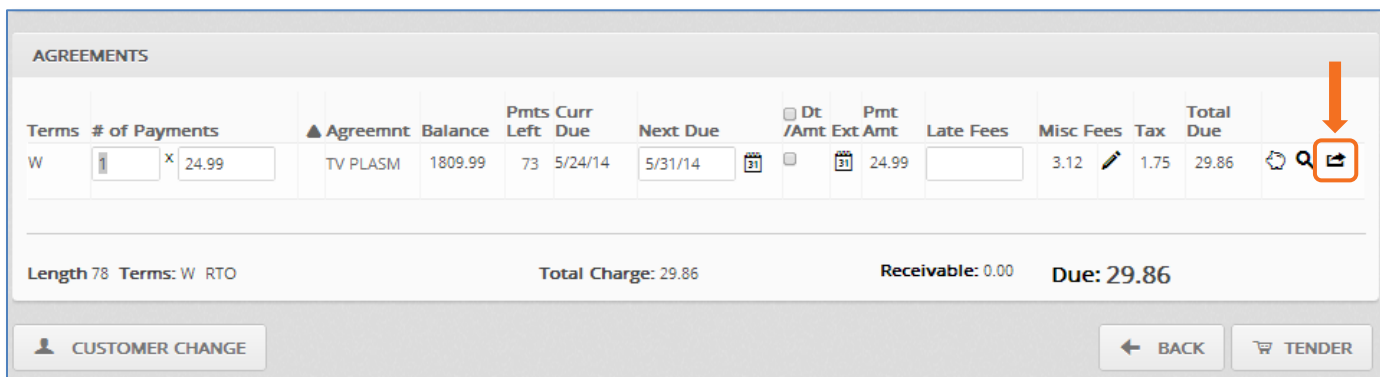 AGREEMENTS
Terms # of Payments Agreemnt Balance Pmts Left Curr Due Next Due Dt /Amt Ext Pmt Amt Late Fees Misc Fees Tax Total Due
W 1 x 24.99 TV PLASM 1809.99 73 5/24/14 5/31/14 31 31 24.99 3.12 1.75 29.86
Length 78 Terms: W RTO Total Charge: 29.86 Receivable: 0.00 Due: 29.86
CUSTOMER CHANGE BACK TENDER